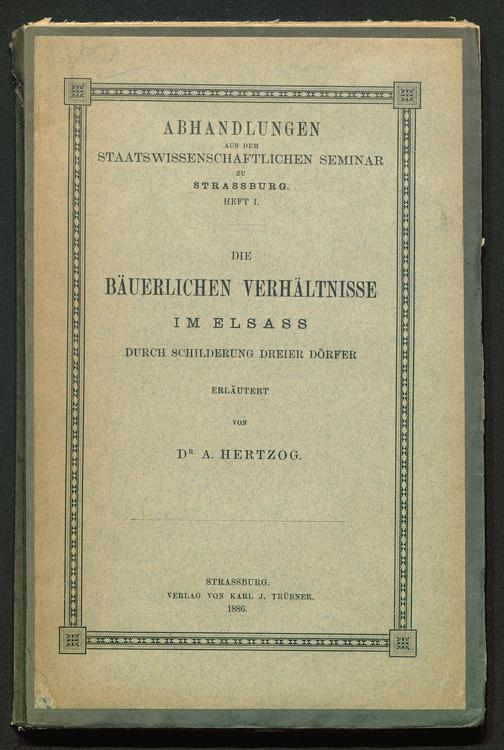 ABHANDLUNGEN
AUS DEM
STAATSWISSENSCHAFTLICHEN SEMINAR
ZU
STRASSBURG.
HEFT I.
DIE
BÄUERLICHEN VERHÄLTNISSE
IM ELSASS
DURCH SCHILDERUNG DREIER DÖRFER
ERLÄUTERT
VON
DR. A. HERTZOG.
STRASSBURG.
VERLAG VON KARL J. TRÜBNER.
1886.